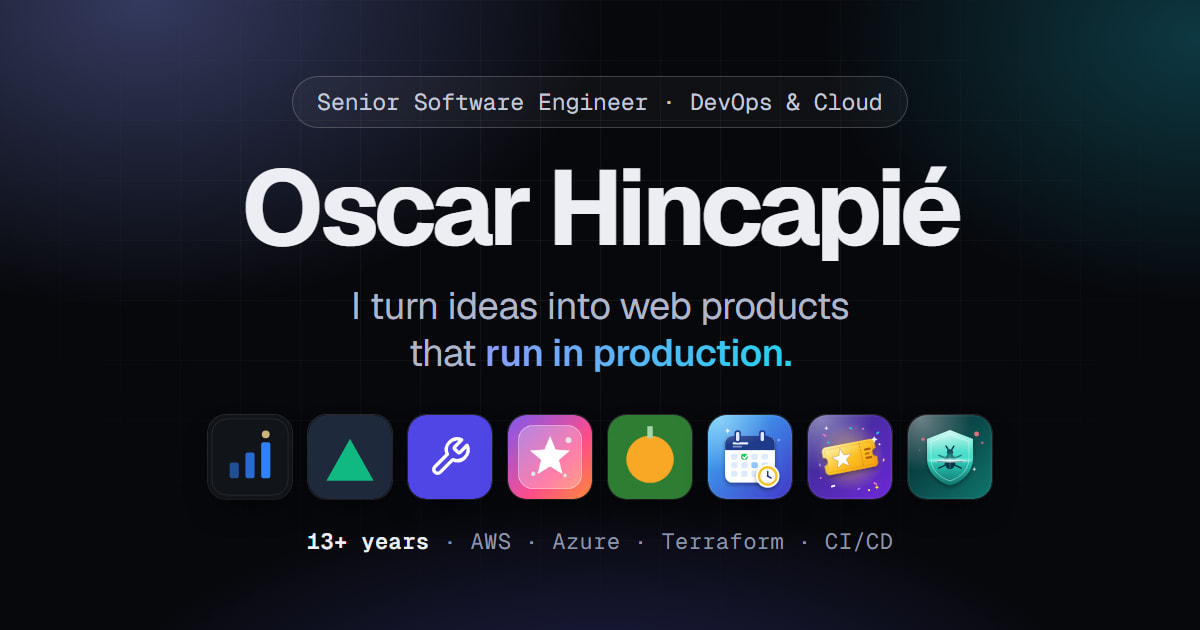 Senior Software Engineer · DevOps & Cloud
Oscar Hincapié
I turn ideas into web products
that run in production.
13+ years · AWS · Azure · Terraform · CI/CD